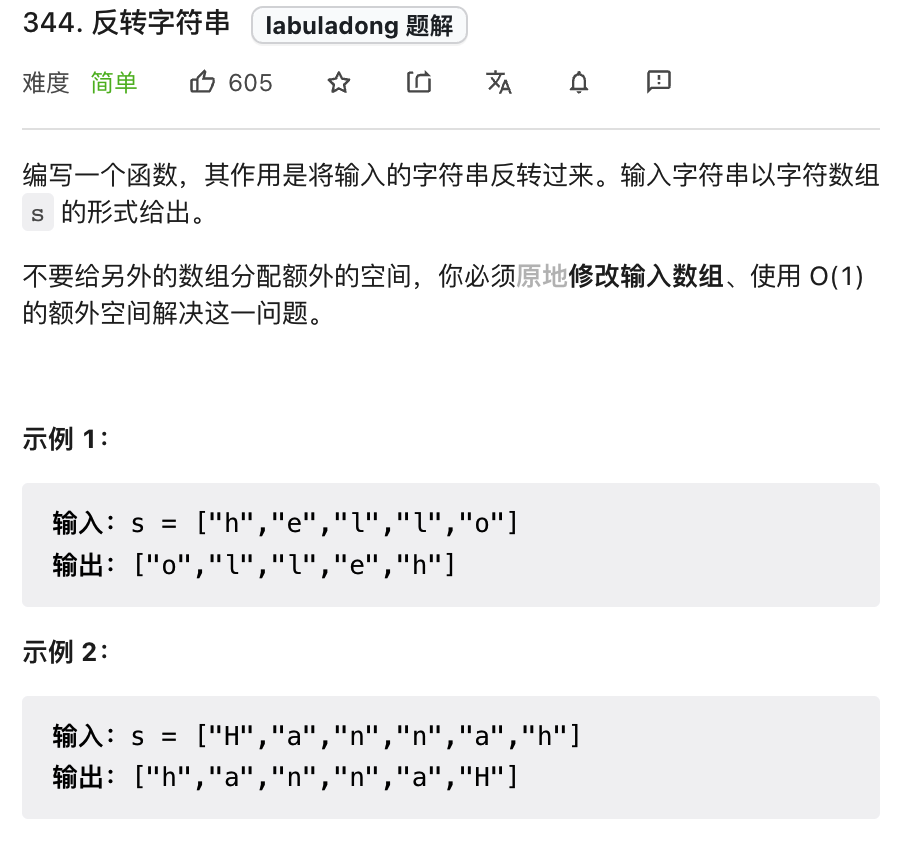 344. 反转字符串 labuladong 题解
难度 简单 605
编写一个函数，其作用是将输入的字符串反转过来。输入字符串以字符数组
s 的形式给出。
不要给另外的数组分配额外的空间，你必须原地修改输入数组、使用 O(1)
的额外空间解决这一问题。
示例 1：
输入：s = ["h","e","l","l","o"]
输出：["o","l","l","e","h"]
示例 2：
输入：s = ["H","a","n","n","a","h"]
输出：["h","a","n","n","a","H"]